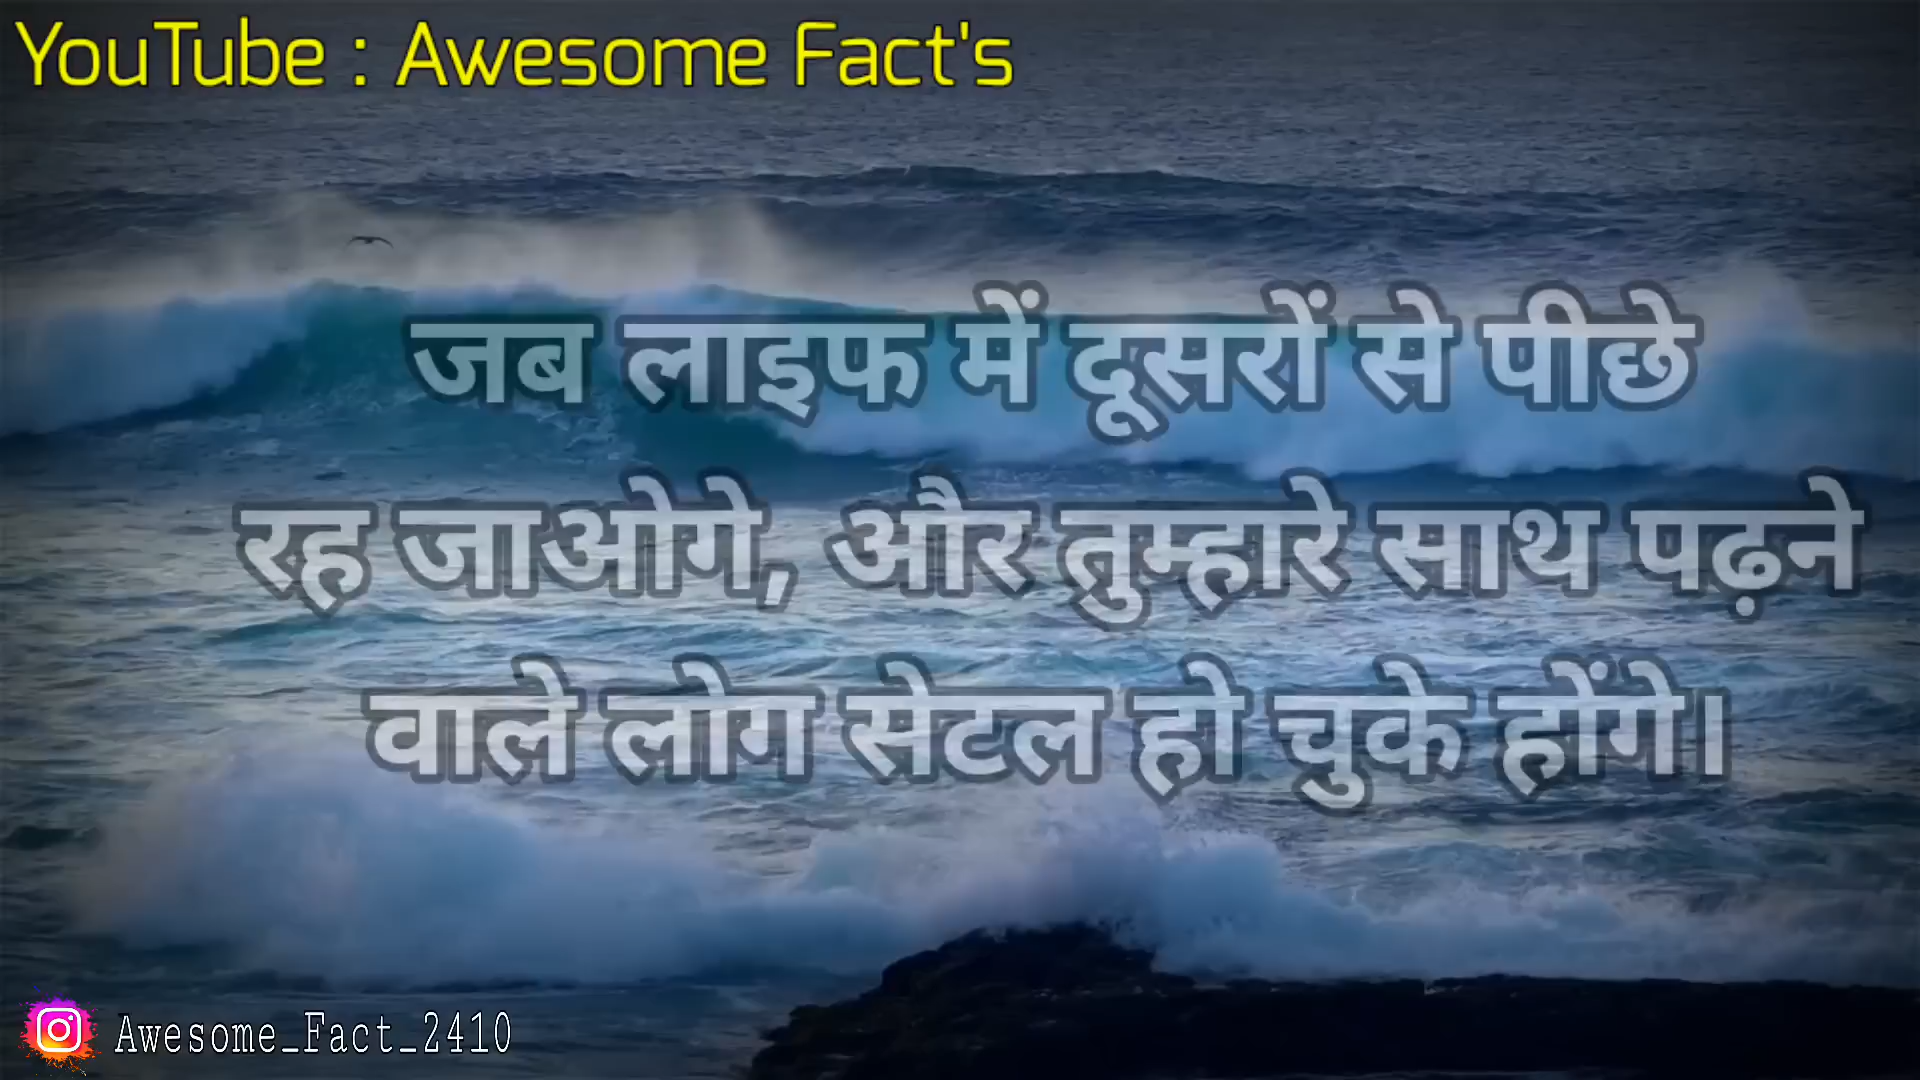 YouTube : Awesome Fact's
जब लाइफ में दूसरों से पीछे
रह जाओगे, और तुम्हारे साथ पढ़ने
वाले लोग सेटल हो चुके होंगे।
Awesome_Fact_2410